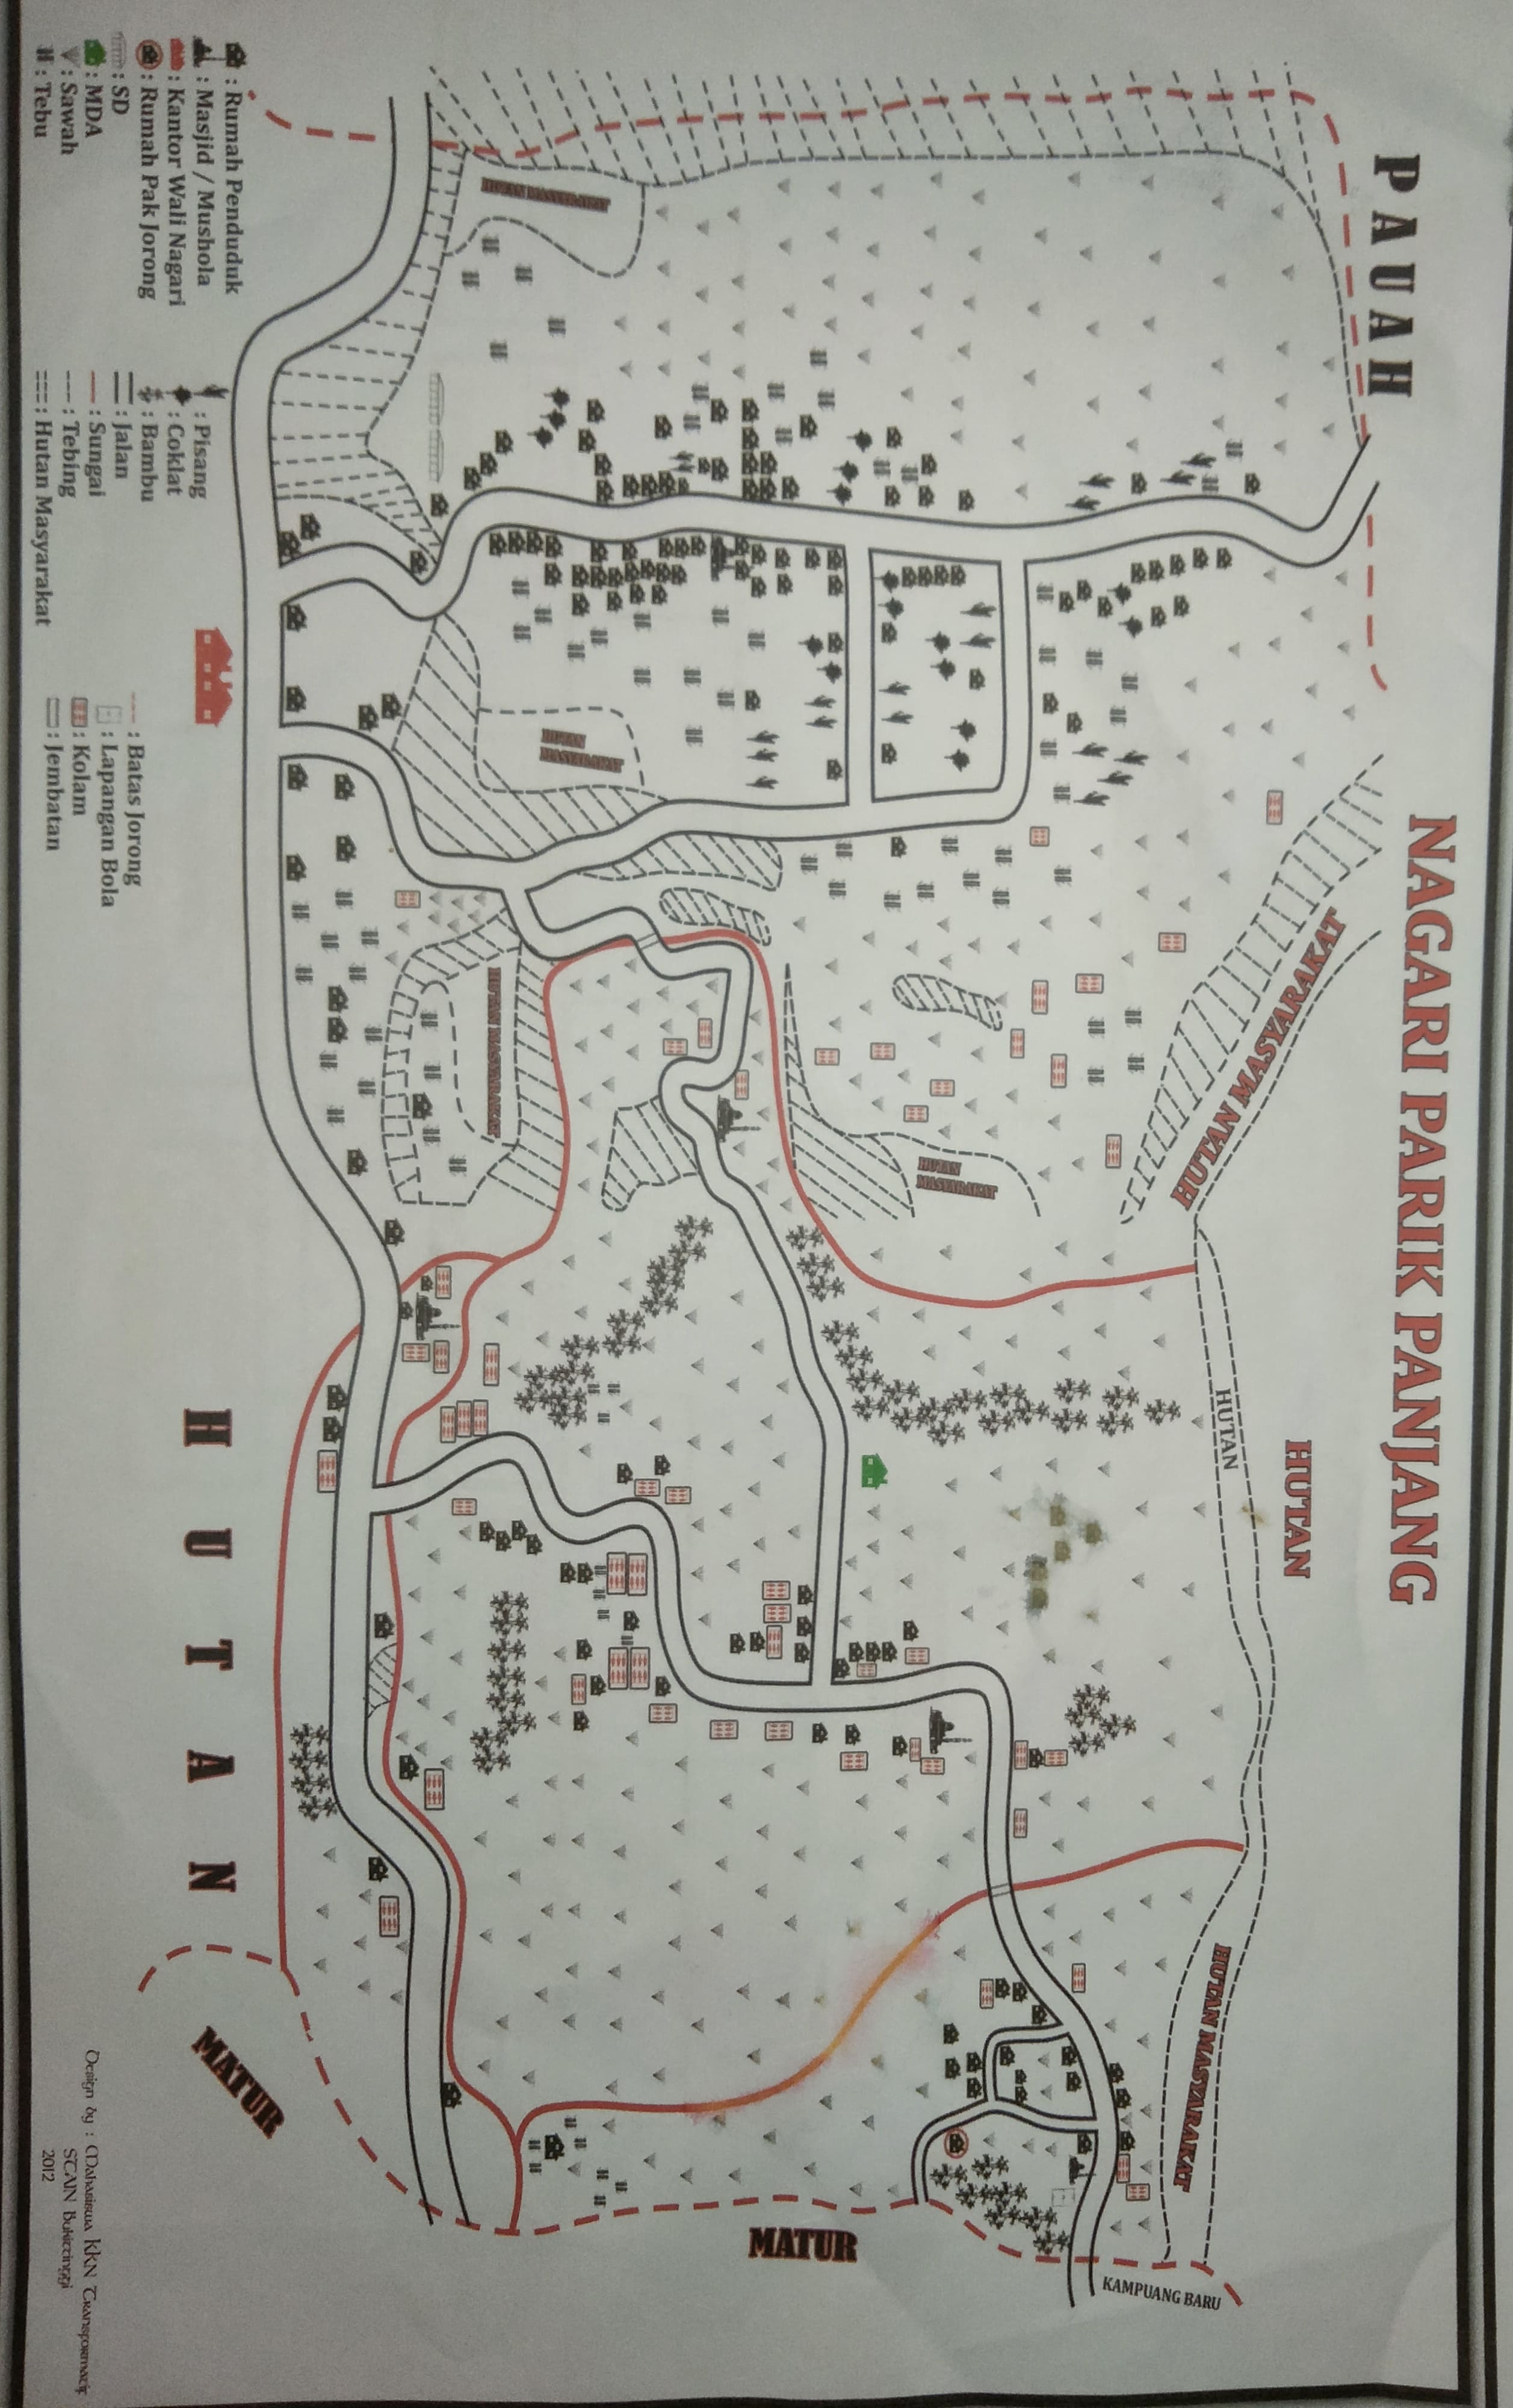 NAGARI PARIK PANJANG
PAUAH
HUTAN
HUTAN
HUTAN MASYARAKAT
HUTAN MASYARAKAT
HUTAN MASYARAKAT
HUTAN
MASYARAKAT
HUTAN
MASYARAKAT
HUTAN MASYARAKAT
HUTAN MASYARAKAT
KAMPUANG BARU
MATUR
MATUR
HUTAN
: Rumah Penduduk
: Masjid / Mushola
: Kantor Wali Nagari
: Rumah Pak Jorong
: SD
: MDA
: Sawah
: Tebu
: Pisang
: Coklat
: Bambu
: Jalan
: Sungai
: Tebing
: Hutan Masyarakat
: Batas Jorong
: Lapangan Bola
: Kolam
: Jembatan
Design by : Mahasiswa KKN Transformatif
STAIN Bukittinggi
2012